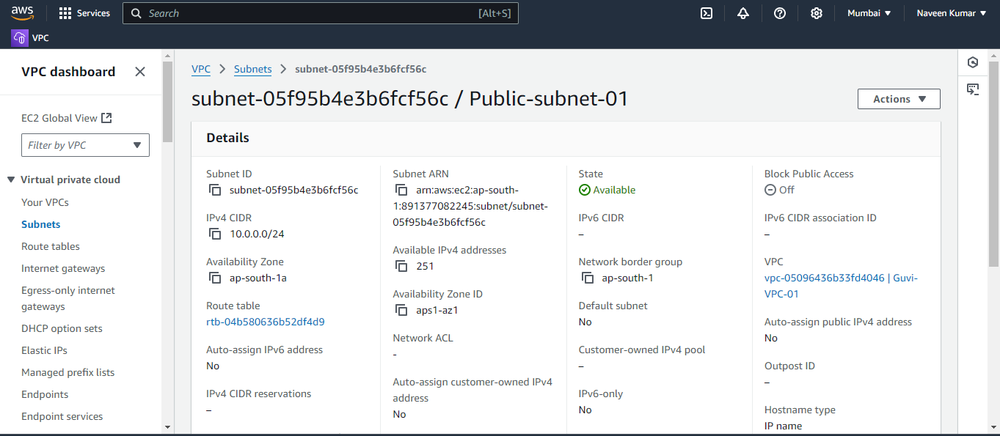 aws
Services
Search
[Alt+S]
Mumbai
Naveen Kumar
VPC
VPC dashboard
EC2 Global View
Filter by VPC
Virtual private cloud
Your VPCs
Subnets
Route tables
Internet gateways
Egress-only internet
gateways
DHCP option sets
Elastic IPs
Managed prefix lists
Endpoints
Endpoint services
VPC > Subnets > subnet-05f95b4e3b6fcf56c
subnet-05f95b4e3b6fcf56c / Public-subnet-01
Actions
Details
Subnet ID
subnet-05f95b4e3b6fcf56c
IPv4 CIDR
10.0.0.0/24
Availability Zone
ap-south-1a
Route table
rtb-04b580636b52df4d9
Auto-assign IPv6 address
No
IPv4 CIDR reservations
–
Subnet ARN
arn:aws:ec2:ap-south-
1:891377082245:subnet/subnet-
05f95b4e3b6fcf56c
Available IPv4 addresses
251
Availability Zone ID
aps1-az1
Network ACL
-
Auto-assign customer-owned IPv4
address
No
State
Available
IPv6 CIDR
–
Network border group
ap-south-1
Default subnet
No
Customer-owned IPv4 pool
–
IPv6-only
No
Block Public Access
Off
IPv6 CIDR association ID
–
VPC
vpc-05096436b33fd4046 | Guvi-
VPC-01
Auto-assign public IPv4 address
No
Outpost ID
–
Hostname type
IP name